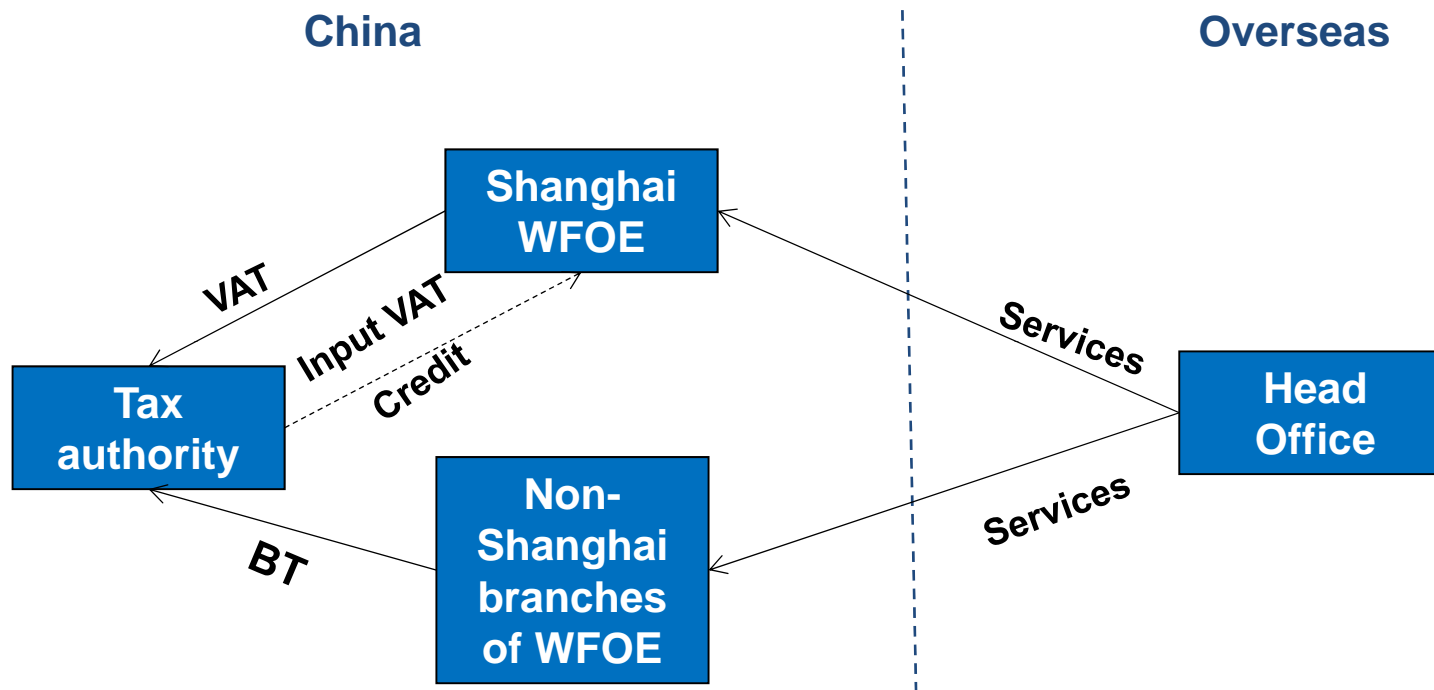 China
Overseas
Shanghai
WFOE
VAT
Input VAT
Credit
Services
Tax
authority
Head
Office
Non-
Shanghai
branches
of WFOE
Services
BT